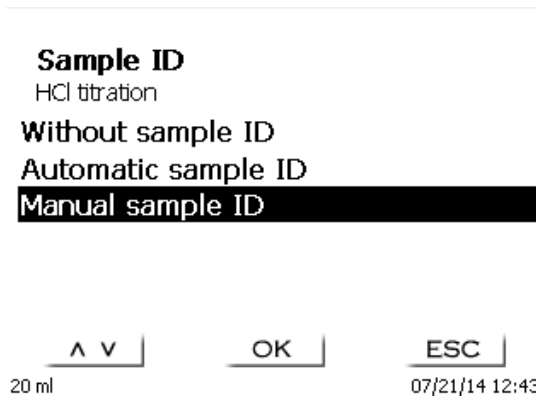 Sample ID
HCl titration
Without sample ID
Automatic sample ID
Manual sample ID
∧ ∨ OK ESC
20 ml 07/21/14 12:43